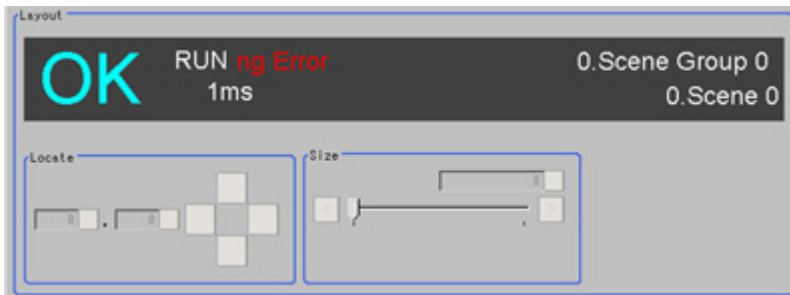 Layout
OK
RUN ng Error
1ms
0.Scene Group 0
0.Scene 0
Locate
0 . 0
Size
0
< >